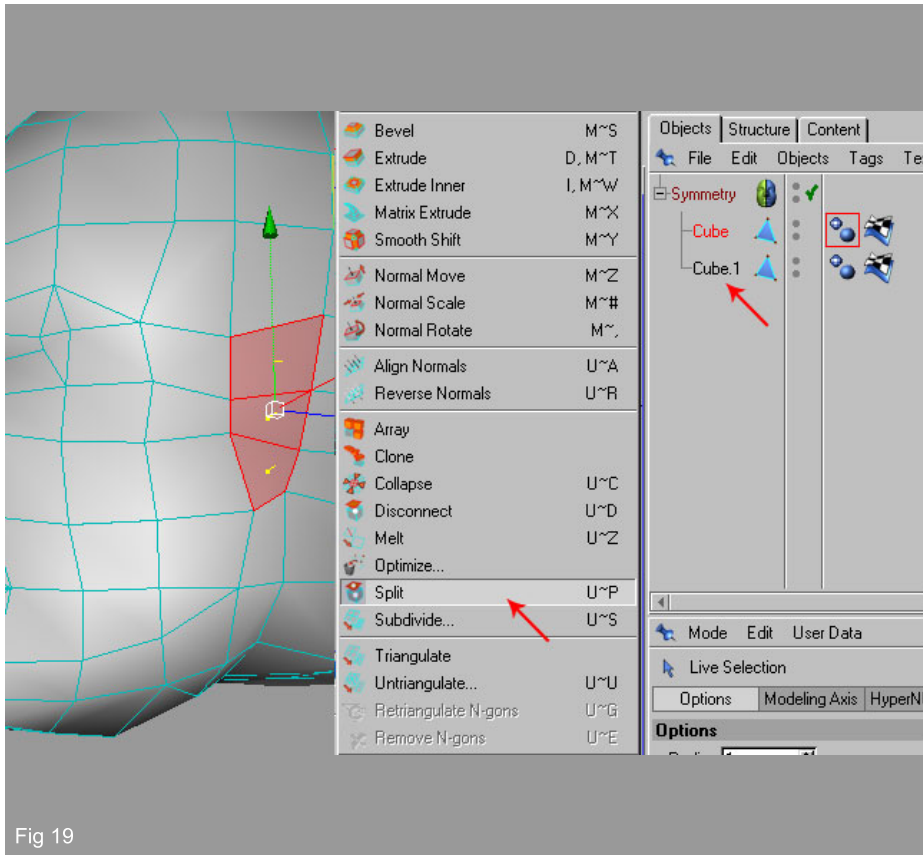 Bevel M~S
Extrude D, M~T
Extrude Inner I, M~W
Matrix Extrude M~X
Smooth Shift M~Y
Normal Move M~Z
Normal Scale M~#
Normal Rotate M~,
Align Normals U~A
Reverse Normals U~R
Array
Clone
Collapse U~C
Disconnect U~D
Melt U~Z
Optimize...
Split U~P
Subdivide... U~S
Triangulate
Untriangulate... U~U
Retriangulate N-gons U~G
Remove N-gons U~E
Objects Structure Content
File Edit Objects Tags
Symmetry
Cube
Cube.1
Mode Edit User Data
Live Selection
Options Modeling Axis
Options
Fig 19